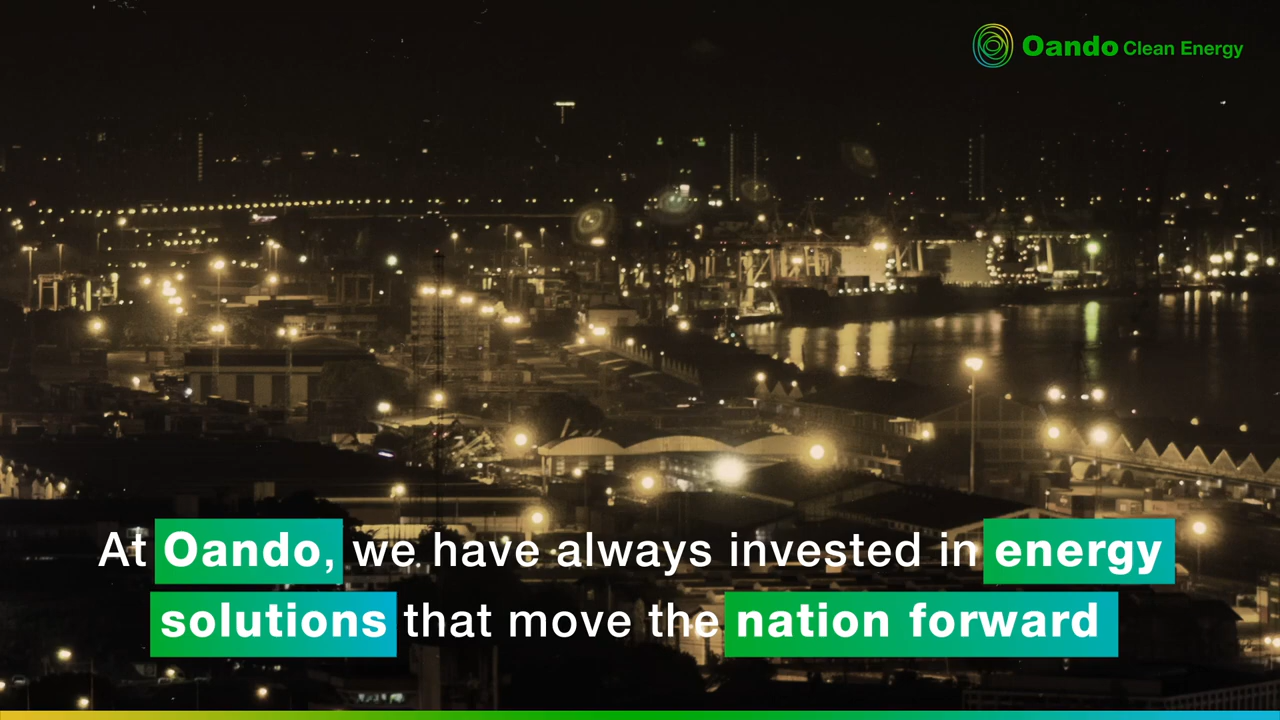 Oando Clean Energy
At Oando, we have always invested in energy
solutions that move the nation forward